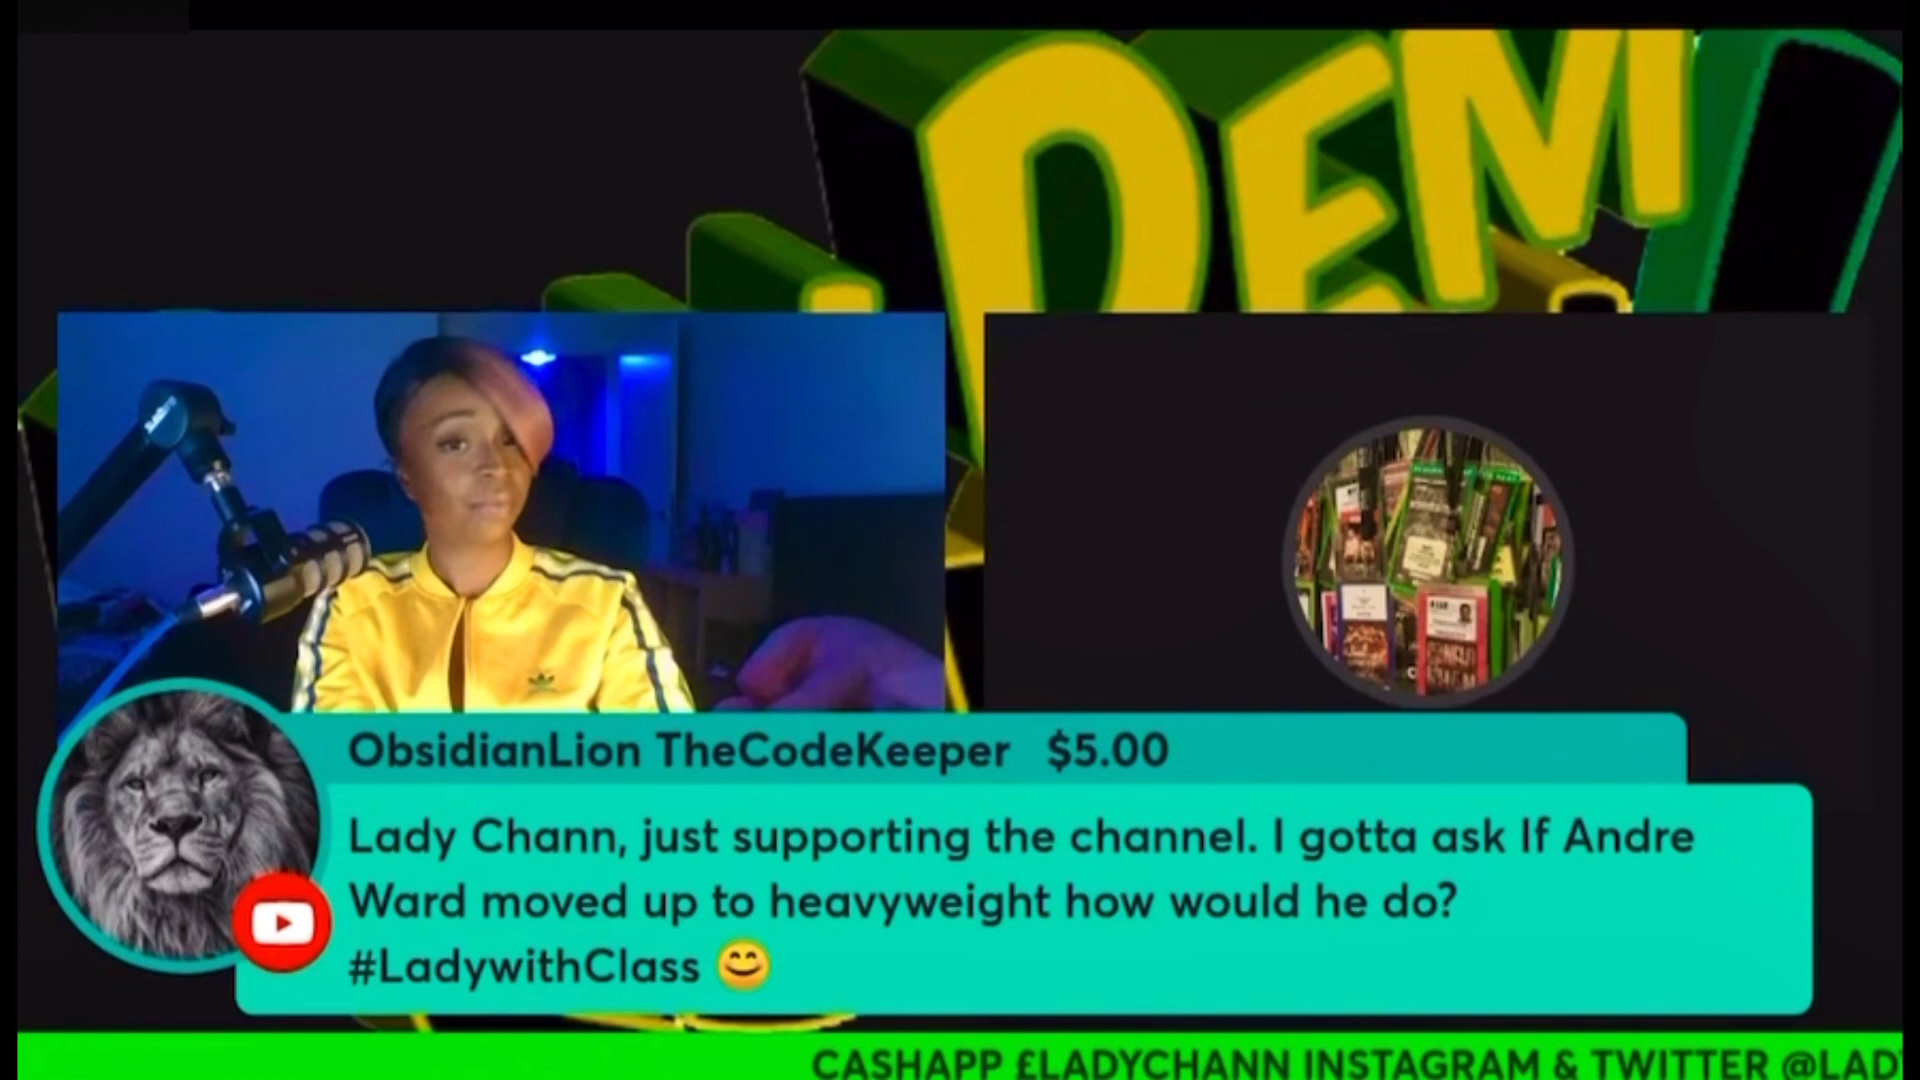 DEM
ObsidianLion TheCodeKeeper $5.00
Lady Chann, just supporting the channel. I gotta ask If Andre
Ward moved up to heavyweight how would he do?
#LadywithClass 😊
CASHAPP £LADYCHANN INSTAGRAM & TWITTER @LAD